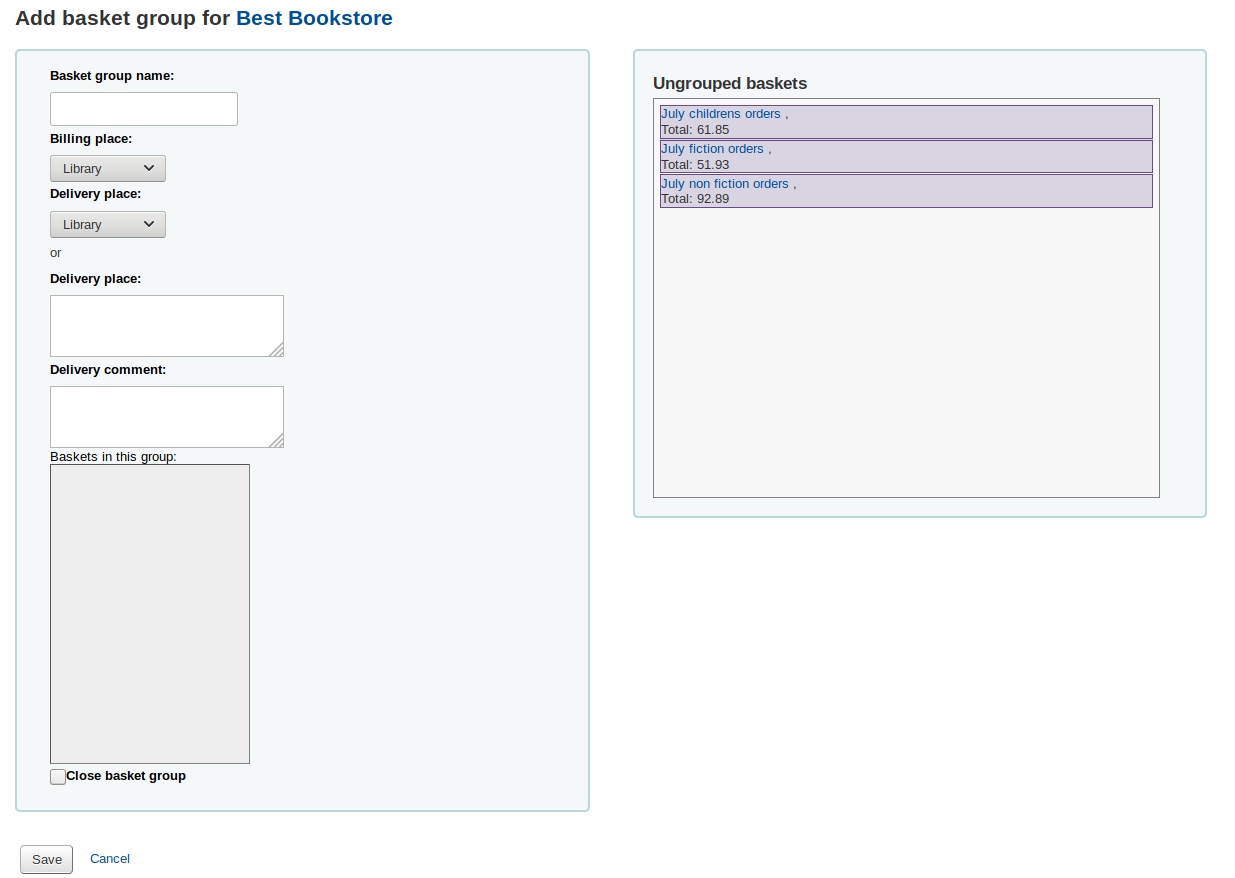 Add basket group for Best Bookstore
Basket group name:
Billing place:
Library
Delivery place:
Library
or
Delivery place:
Delivery comment:
Baskets in this group:
Close basket group
Save
Cancel
Ungrouped baskets
July childrens orders ,
Total: 61.85
July fiction orders ,
Total: 51.93
July non fiction orders ,
Total: 92.89